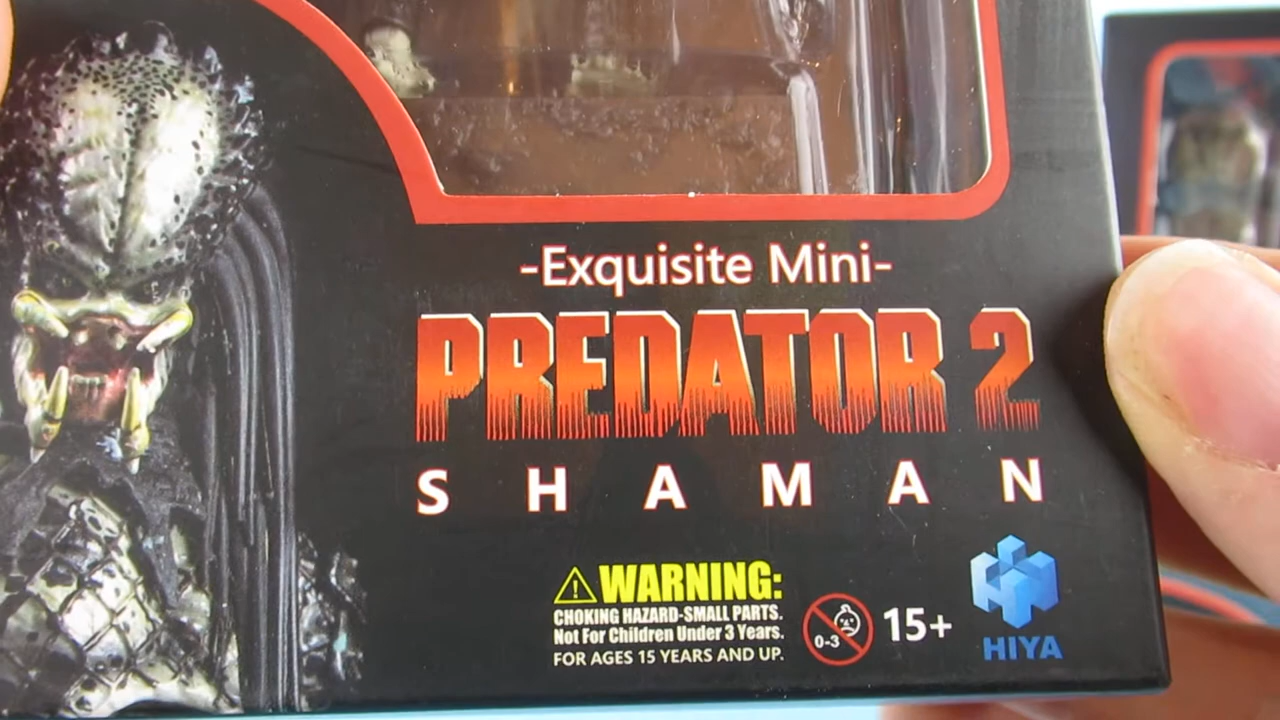 -Exquisite Mini-
PREDATOR 2
SHAMAN
WARNING:
CHOKING HAZARD-SMALL PARTS.
Not For Children Under 3 Years.
FOR AGES 15 YEARS AND UP.
0-3
15+
HIYA